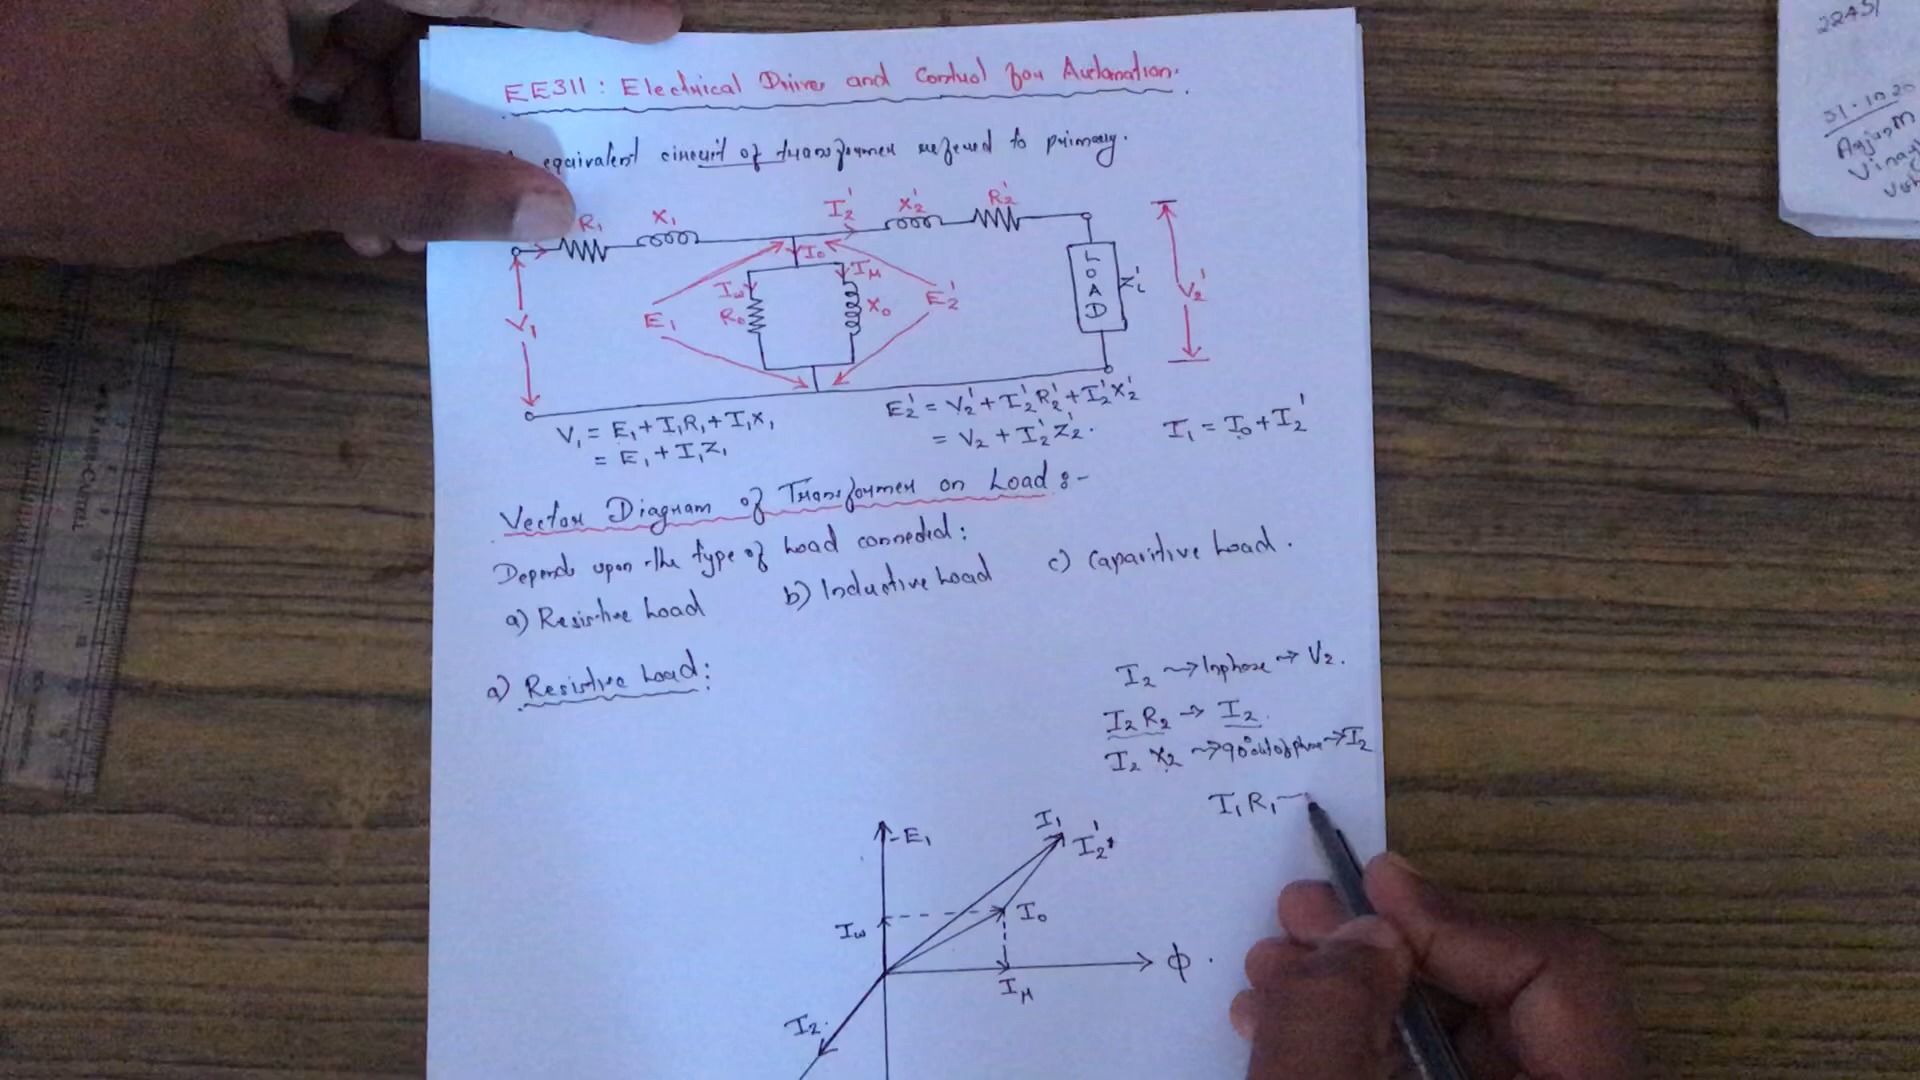 EE311: Electrical Drives and Control for Automation.
equivalent circuit of transformer referred to primary.
R₁ X₁ I₂' X₂' R₂'
I₀
Iω Iμ
R₀ X₀
E₁ E₂'
V₁
LOAD
Z'L
V₂'
V₁ = E₁ + I₁R₁ + I₁X₁
= E₁ + I₁Z₁
E₂' = V₂' + I₂'R₂' + I₂'X₂'
= V₂ + I₂'Z₂'.
I₁ = I₀ + I₂'
Vector Diagram of Transformer on Load :-
Depends upon the type of Load connected:
a) Resistive Load b) Inductive Load c) Capacitive Load.
a) Resistive Load:
I₂ → Inphase → V₂.
I₂R₂ → I₂.
I₂X₂ → 90° out of phase → I₂
I₁R₁ →
-E₁
I₁
I₂'
Iω
I₀
Iμ
ϕ.
I₂.
22451